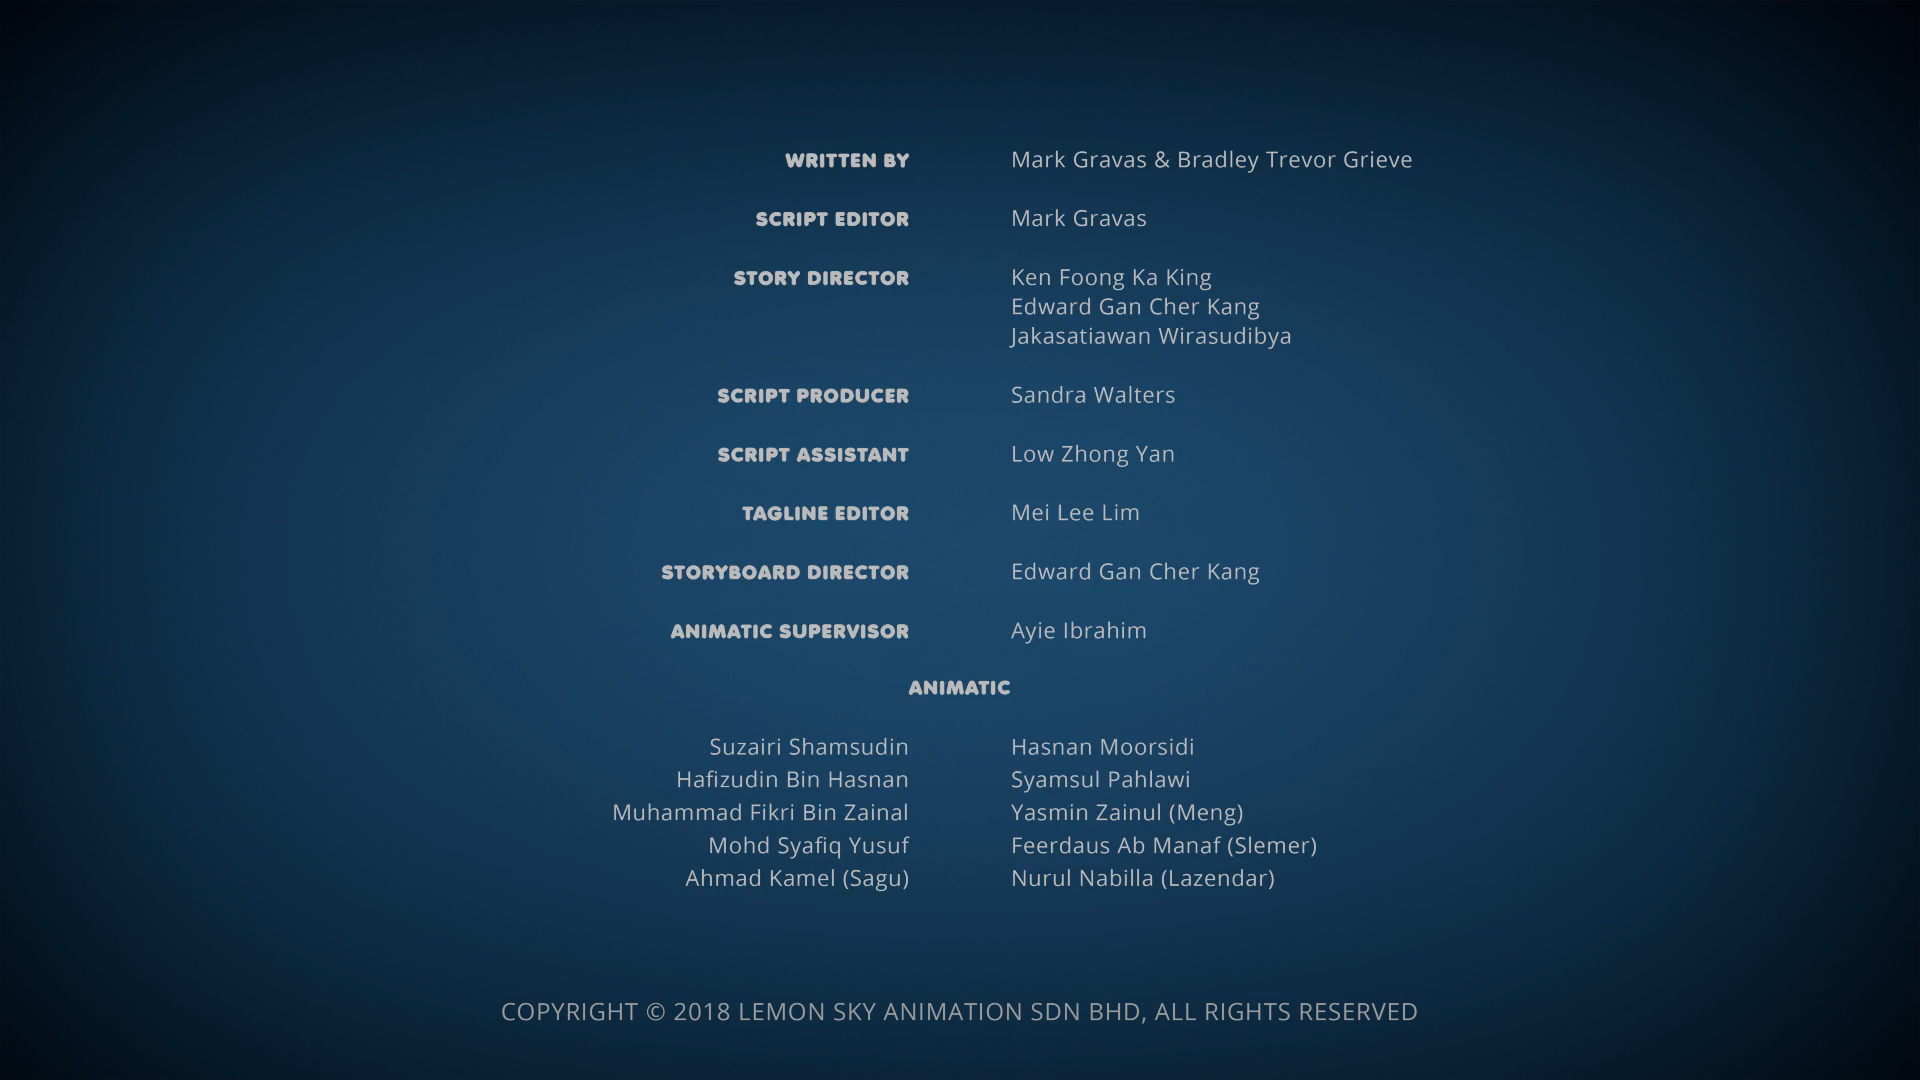 WRITTEN BY Mark Gravas & Bradley Trevor Grieve
SCRIPT EDITOR Mark Gravas
STORY DIRECTOR Ken Foong Ka King
Edward Gan Cher Kang
Jakasatiawan Wirasudibya
SCRIPT PRODUCER Sandra Walters
SCRIPT ASSISTANT Low Zhong Yan
TAGLINE EDITOR Mei Lee Lim
STORYBOARD DIRECTOR Edward Gan Cher Kang
ANIMATIC SUPERVISOR Ayie Ibrahim
ANIMATIC
Suzairi Shamsudin Hasnan Moorsidi
Hafizudin Bin Hasnan Syamsul Pahlawi
Muhammad Fikri Bin Zainal Yasmin Zainul (Meng)
Mohd Syafiq Yusuf Feerdaus Ab Manaf (Slemer)
Ahmad Kamel (Sagu) Nurul Nabilla (Lazendar)
COPYRIGHT © 2018 LEMON SKY ANIMATION SDN BHD, ALL RIGHTS RESERVED